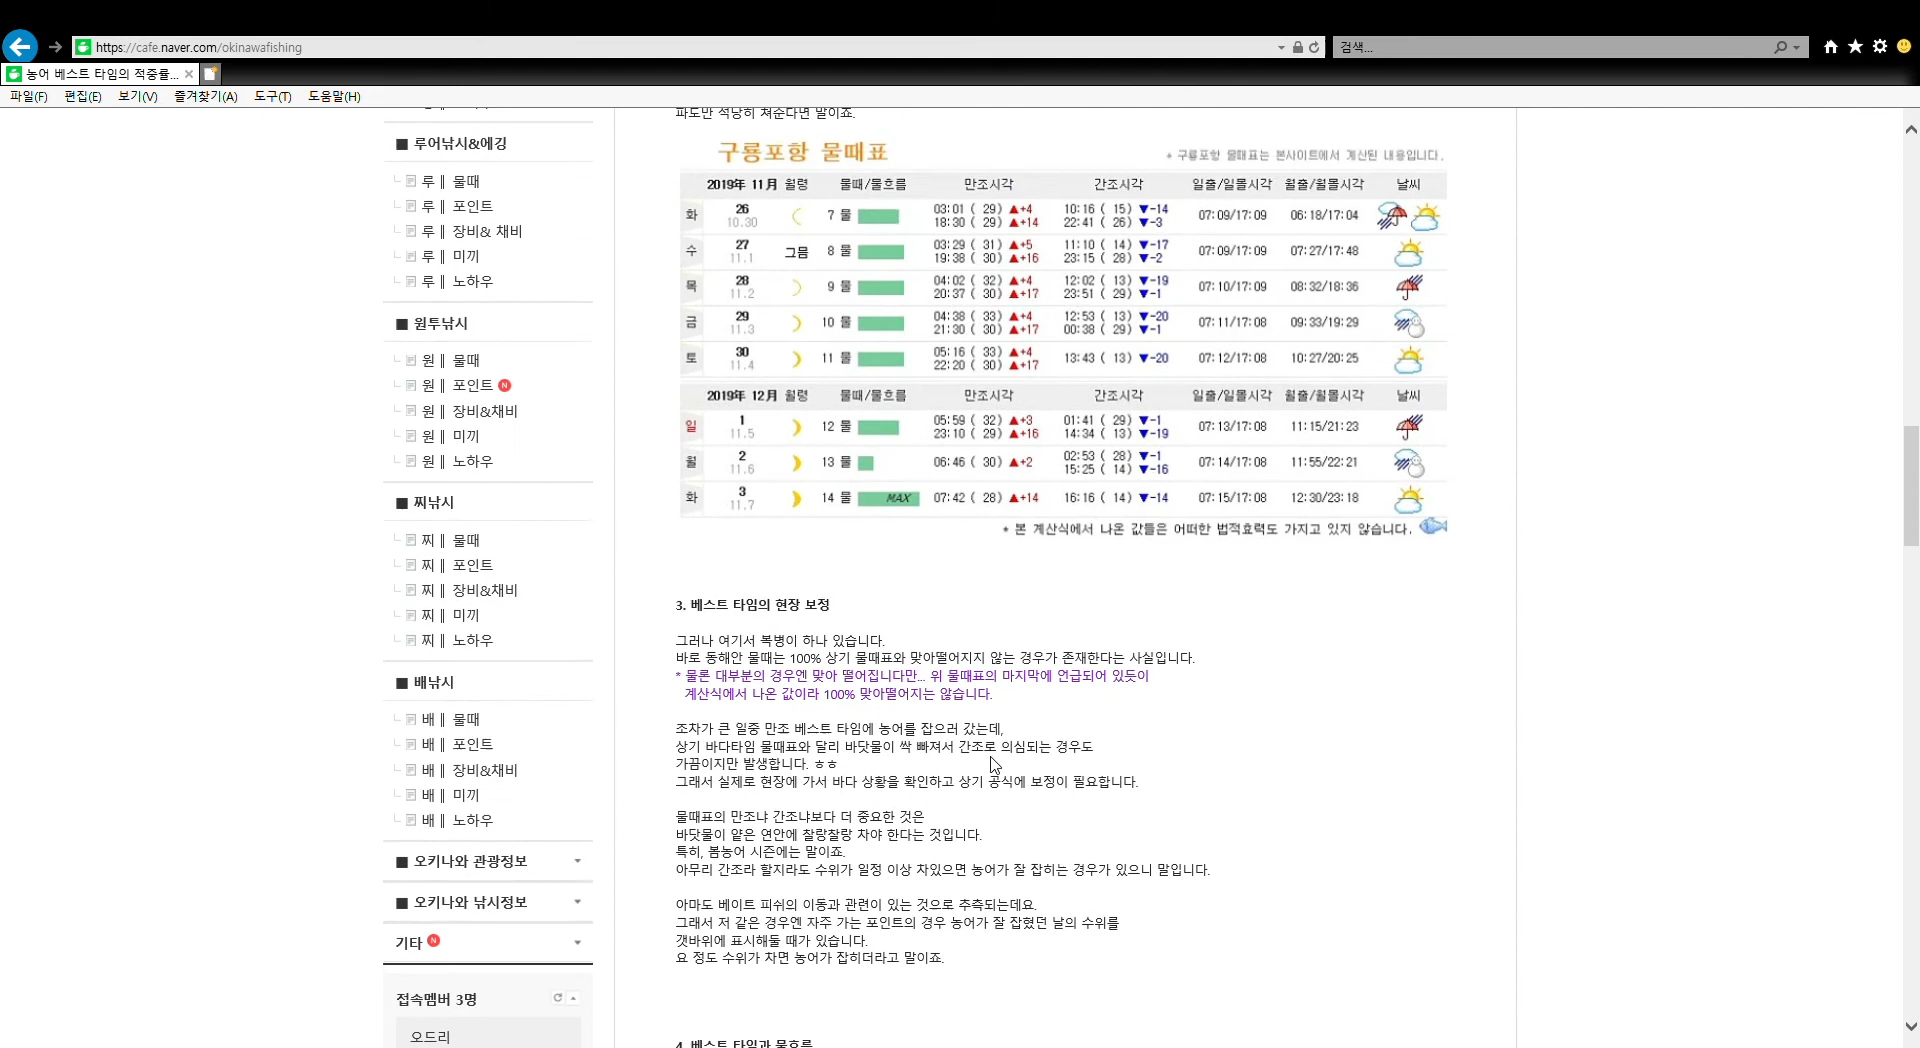 https://cafe.naver.com/okinawafishing
검색...
농어 베스트 타임의 적중률...
파일(F) 편집(E) 보기(V) 즐겨찾기(A) 도구(T) 도움말(H)
■ 루어낚시&에깅
루 ‖ 물때
루 ‖ 포인트
루 ‖ 장비& 채비
루 ‖ 미끼
루 ‖ 노하우
■ 원투낚시
원 ‖ 물때
원 ‖ 포인트 N
원 ‖ 장비&채비
원 ‖ 미끼
원 ‖ 노하우
■ 찌낚시
찌 ‖ 물때
찌 ‖ 포인트
찌 ‖ 장비&채비
찌 ‖ 미끼
찌 ‖ 노하우
■ 배낚시
배 ‖ 물때
배 ‖ 포인트
배 ‖ 장비&채비
배 ‖ 미끼
배 ‖ 노하우
■ 오키나와 관광정보
■ 오키나와 낚시정보
기타 N
접속멤버 3명
오드리
파도만 적당히 쳐준다면 말이죠.
구룡포항 물때표
* 구룡포항 물때표는 본사이트에서 계산된 내용입니다.
2019年 11月 월령 물때/물흐름 만조시각 간조시각 일출/일몰시각 월출/월몰시각 날씨
화 26 7 물 03:01 ( 29) ▲+4 10:16 ( 15) ▼-14 07:09/17:09 06:18/17:04
10.30 18:30 ( 29) ▲+14 22:41 ( 26) ▼-3
수 27 그믐 8 물 03:29 ( 31) ▲+5 11:10 ( 14) ▼-17 07:09/17:09 07:27/17:48
11.1 19:38 ( 30) ▲+16 23:15 ( 28) ▼-2
목 28 9 물 04:02 ( 32) ▲+4 12:02 ( 13) ▼-19 07:10/17:09 08:32/18:36
11.2 20:37 ( 30) ▲+17 23:51 ( 29) ▼-1
금 29 10 물 04:38 ( 33) ▲+4 12:53 ( 13) ▼-20 07:11/17:08 09:33/19:29
11.3 21:30 ( 30) ▲+17 00:38 ( 29) ▼-1
토 30 11 물 05:16 ( 33) ▲+4 13:43 ( 13) ▼-20 07:12/17:08 10:27/20:25
11.4 22:20 ( 30) ▲+17
2019年 12月 월령 물때/물흐름 만조시각 간조시각 일출/일몰시각 월출/월몰시각 날씨
일 1 12 물 05:59 ( 32) ▲+3 01:41 ( 29) ▼-1 07:13/17:08 11:15/21:23
11.5 23:10 ( 29) ▲+16 14:34 ( 13) ▼-19
월 2 13 물 06:46 ( 30) ▲+2 02:53 ( 28) ▼-1 07:14/17:08 11:55/22:21
11.6 15:25 ( 14) ▼-16
화 3 14 물 MAX 07:42 ( 28) ▲+14 16:16 ( 14) ▼-14 07:15/17:08 12:30/23:18
11.7
* 본 계산식에서 나온 값들은 어떠한 법적효력도 가지고 있지 않습니다.
3. 베스트 타임의 현장 보정
그러나 여기서 복병이 하나 있습니다.
바로 동해안 물때는 100% 상기 물때표와 맞아떨어지지 않는 경우가 존재한다는 사실입니다.
* 물론 대부분의 경우엔 맞아 떨어집니다만... 위 물때표의 마지막에 언급되어 있듯이
계산식에서 나온 값이라 100% 맞아떨어지는 않습니다.
조차가 큰 일중 만조 베스트 타임에 농어를 잡으러 갔는데,
상기 바다타임 물때표와 달리 바닷물이 싹 빠져서 간조로 의심되는 경우도
가끔이지만 발생합니다. ㅎㅎ
그래서 실제로 현장에 가서 바다 상황을 확인하고 상기 공식에 보정이 필요합니다.
물때표의 만조냐 간조냐보다 더 중요한 것은
바닷물이 얕은 연안에 찰랑찰랑 차야 한다는 것입니다.
특히, 봄농어 시즌에는 말이죠.
아무리 간조라 할지라도 수위가 일정 이상 차있으면 농어가 잘 잡히는 경우가 있으니 말입니다.
아마도 베이트 피쉬의 이동과 관련이 있는 것으로 추측되는데요.
그래서 저 같은 경우엔 자주 가는 포인트의 경우 농어가 잘 잡혔던 날의 수위를
갯바위에 표시해둘 때가 있습니다.
요 정도 수위가 차면 농어가 잡히더라고 말이죠.
4. 베스트 타임과 물흐름